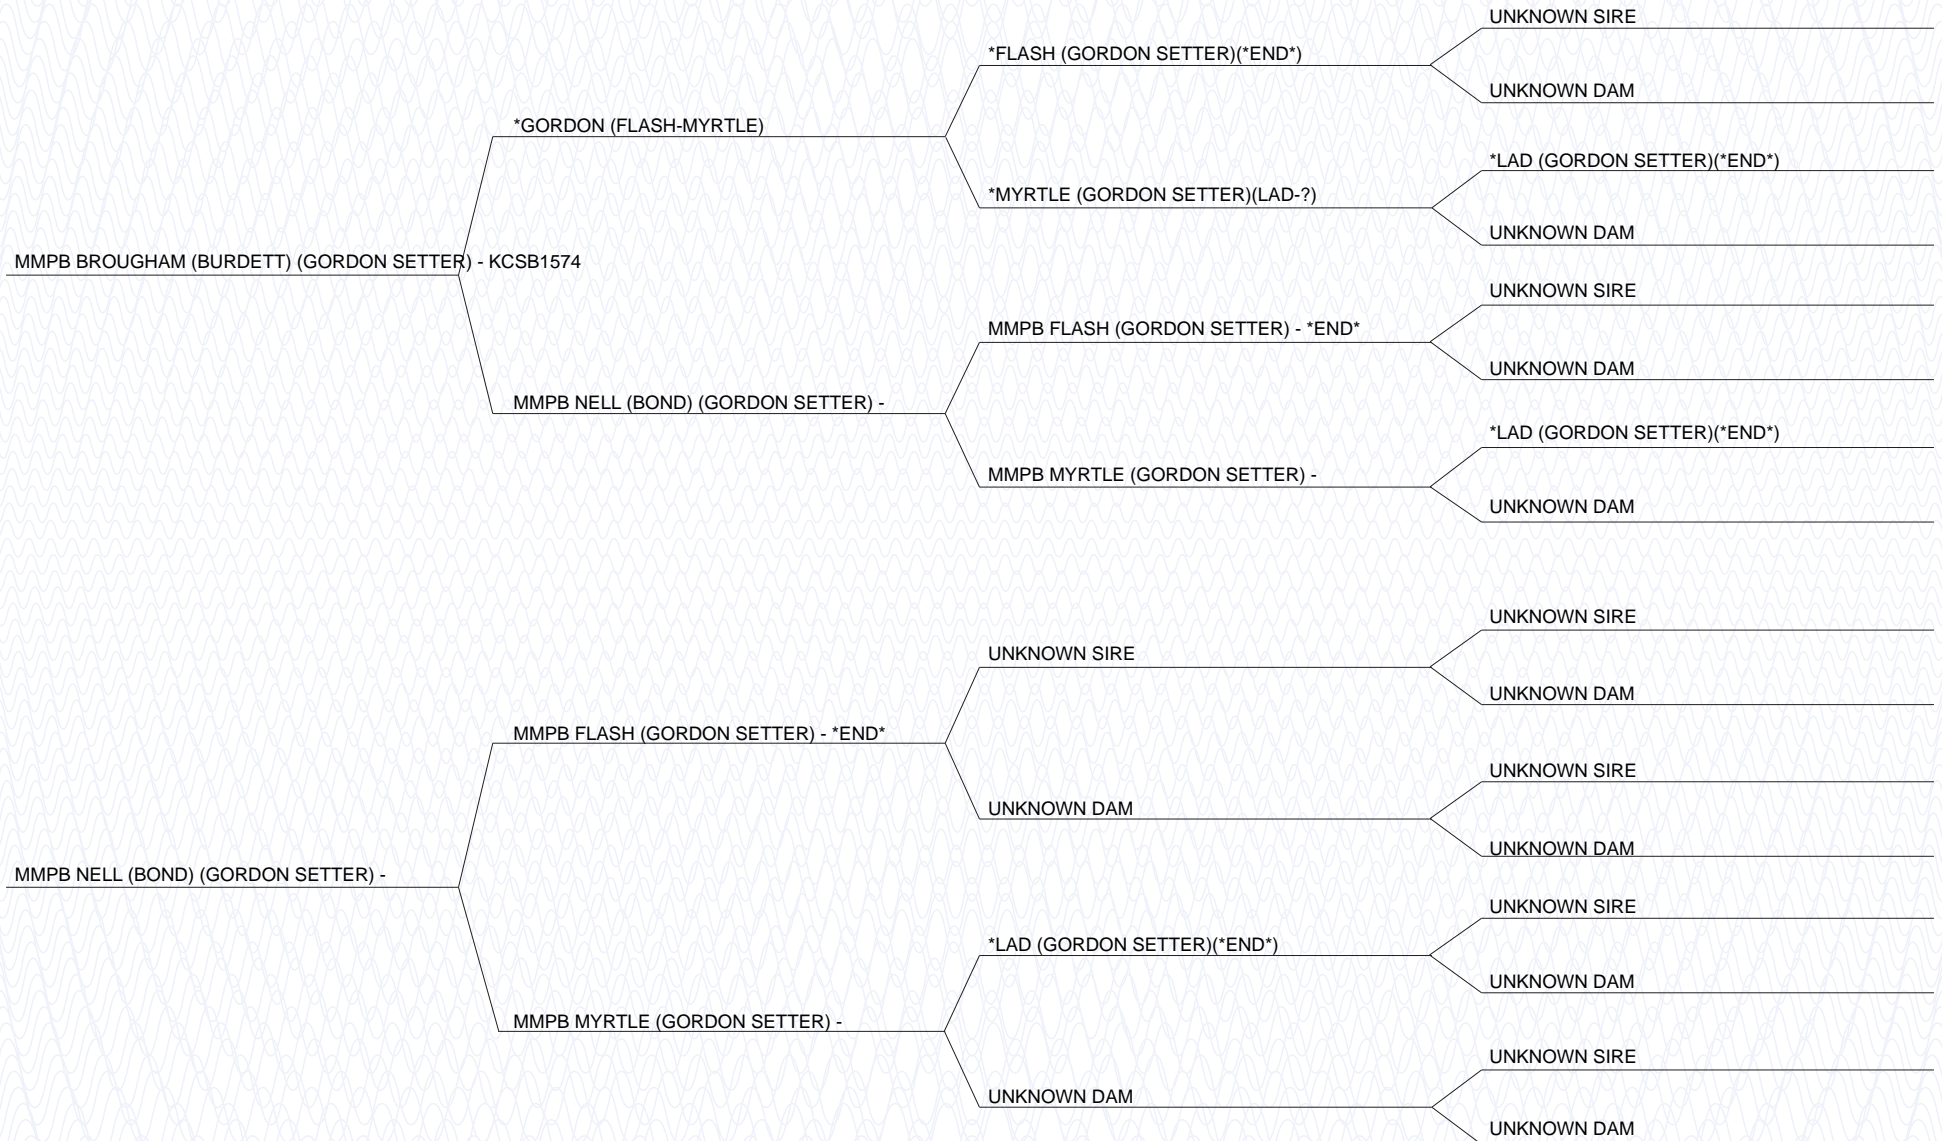 UNKNOWN SIRE
*FLASH (GORDON SETTER)(*END*)
UNKNOWN DAM
*GORDON (FLASH-MYRTLE)
*LAD (GORDON SETTER)(*END*)
*MYRTLE (GORDON SETTER)(LAD-?)
UNKNOWN DAM
MMPB BROUGHAM (BURDETT) (GORDON SETTER) - KCSB1574
UNKNOWN SIRE
MMPB FLASH (GORDON SETTER) - *END*
UNKNOWN DAM
MMPB NELL (BOND) (GORDON SETTER) -
*LAD (GORDON SETTER)(*END*)
MMPB MYRTLE (GORDON SETTER) -
UNKNOWN DAM
UNKNOWN SIRE
UNKNOWN SIRE
UNKNOWN DAM
MMPB FLASH (GORDON SETTER) - *END*
UNKNOWN SIRE
UNKNOWN DAM
UNKNOWN DAM
MMPB NELL (BOND) (GORDON SETTER) -
UNKNOWN SIRE
*LAD (GORDON SETTER)(*END*)
UNKNOWN DAM
MMPB MYRTLE (GORDON SETTER) -
UNKNOWN SIRE
UNKNOWN DAM
UNKNOWN DAM